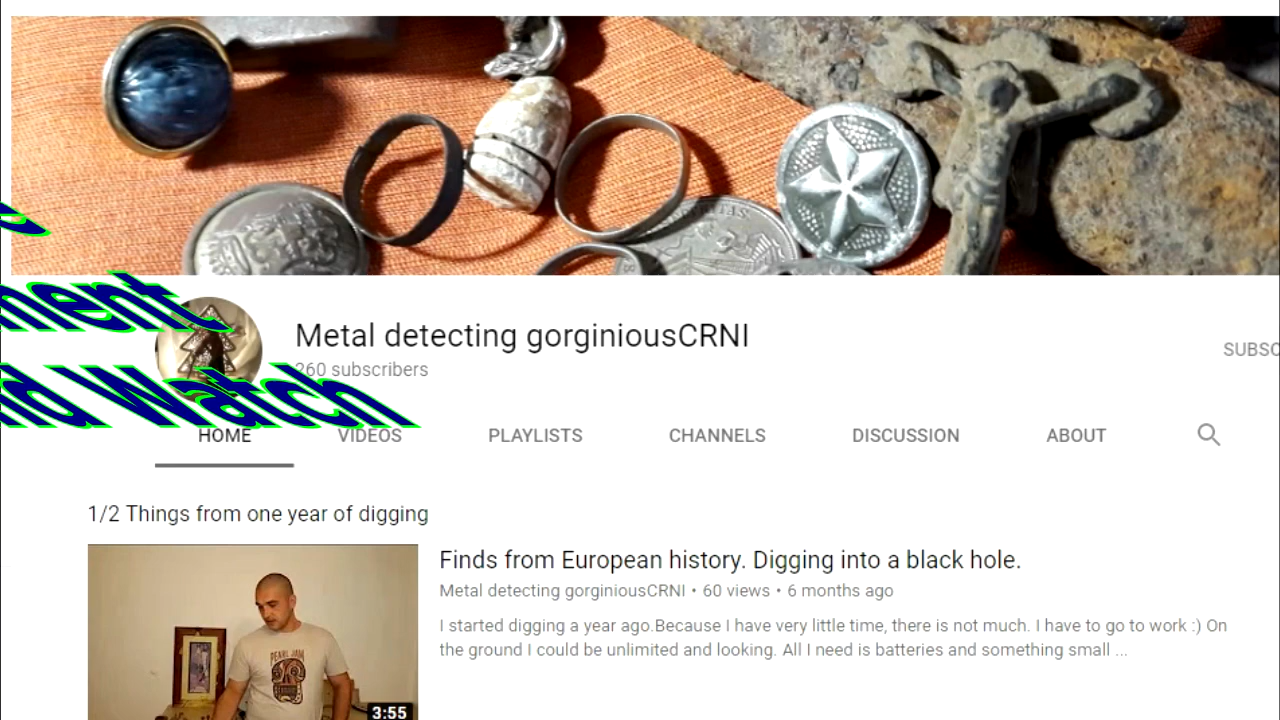 ment
Metal detecting gorginiousCRNI
SUBSC
260 subscribers
Watch
HOME
VIDEOS
PLAYLISTS
CHANNELS
DISCUSSION
ABOUT
1/2 Things from one year of digging
Finds from European history. Digging into a black hole.
Metal detecting gorginiousCRNI • 60 views • 6 months ago
I started digging a year ago.Because I have very little time, there is not much. I have to go to work :) On
the ground I could be unlimited and looking. All I need is batteries and something small ...
PEARL JAM
3:55